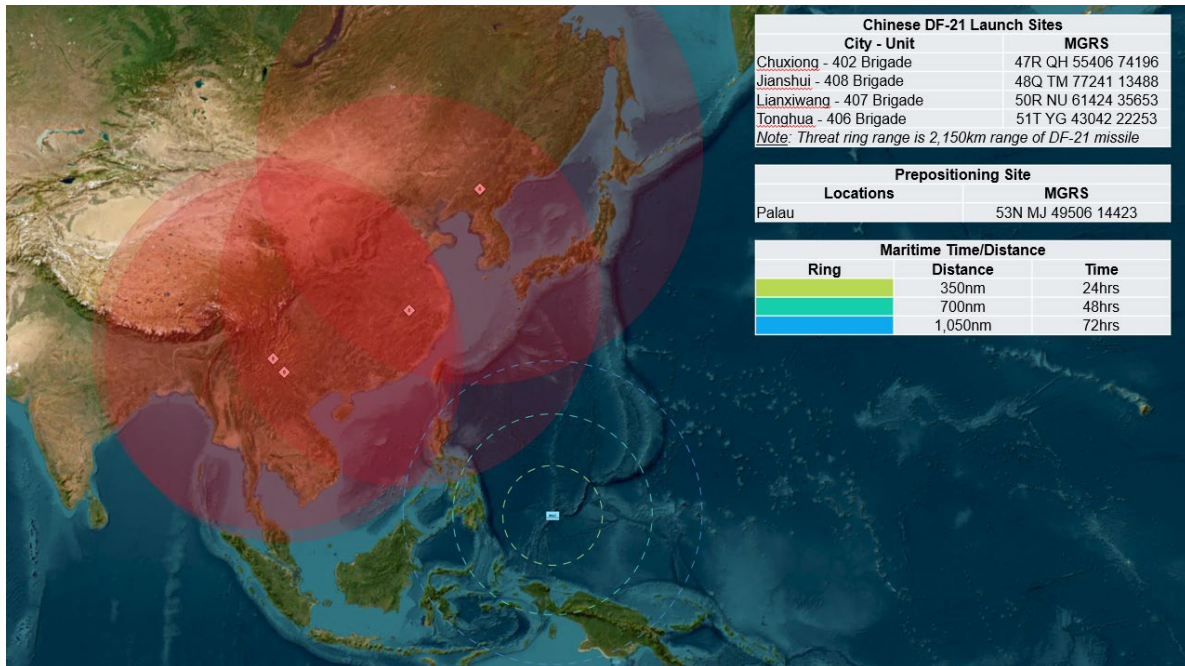 Chinese DF-21 Launch Sites
City - Unit MGRS
Chuxiong - 402 Brigade 47R QH 55406 74196
Jianshui - 408 Brigade 48Q TM 77241 13488
Lianxiwang - 407 Brigade 50R NU 61424 35653
Tonghua - 406 Brigade 51T YG 43042 22253
Note: Threat ring range is 2,150km range of DF-21 missile
Prepositioning Site
Locations MGRS
Palau 53N MJ 49506 14423
Maritime Time/Distance
Ring Distance Time
350nm 24hrs
700nm 48hrs
1,050nm 72hrs